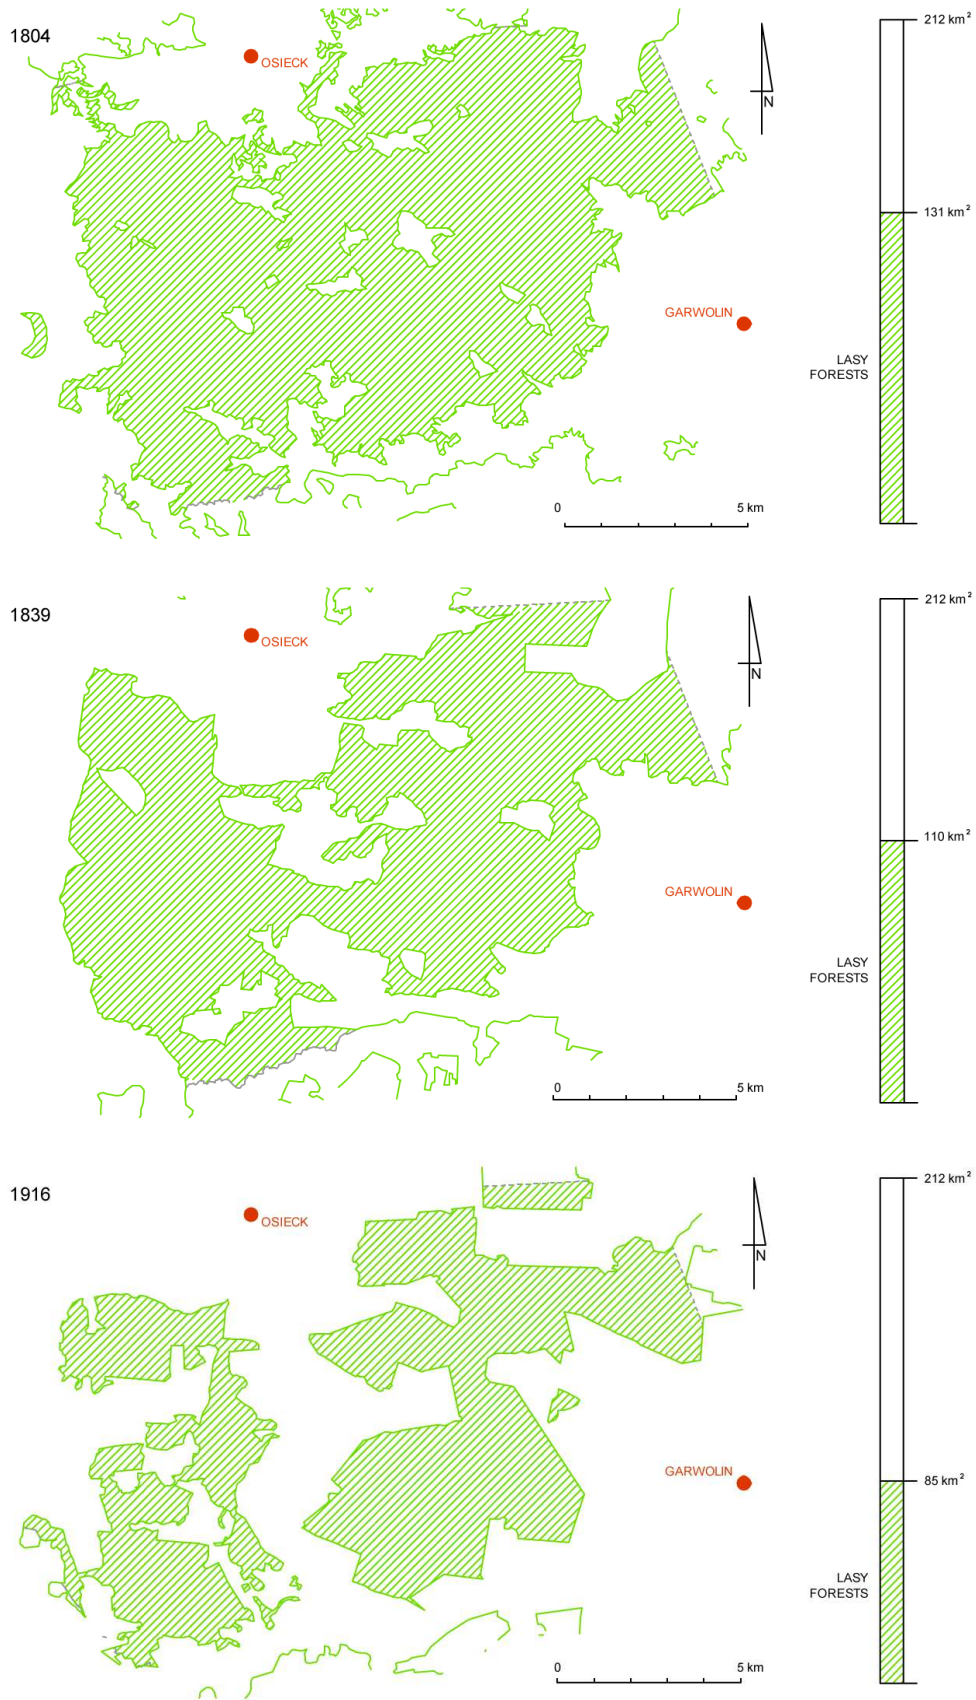 1804
OSIECK
N
212 km²
131 km²
GARWOLIN
LASY
FORESTS
0 5 km
1839
OSIECK
N
212 km²
110 km²
GARWOLIN
LASY
FORESTS
0 5 km
1916
OSIECK
N
212 km²
85 km²
GARWOLIN
LASY
FORESTS
0 5 km